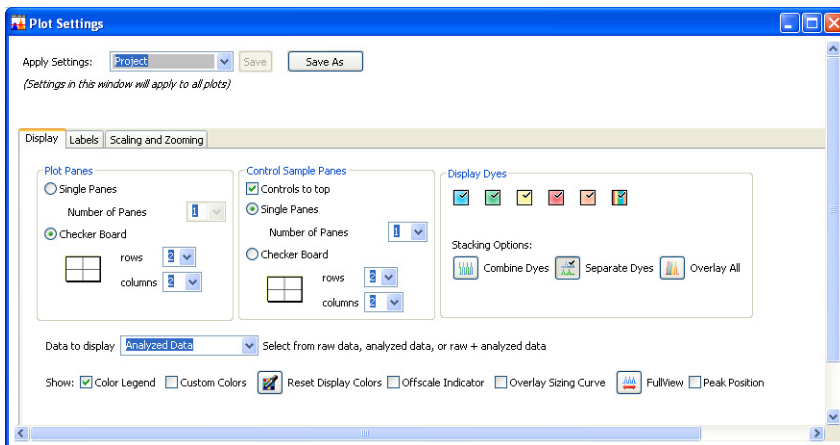 Plot Settings
Apply Settings: Project Save Save As
(Settings in this window will apply to all plots)
Display Labels Scaling and Zooming
Plot Panes
Single Panes
Number of Panes 1
Checker Board
rows 2
columns 2
Control Sample Panes
Controls to top
Single Panes
Number of Panes 1
Checker Board
rows 2
columns 2
Display Dyes
Stacking Options:
Combine Dyes Separate Dyes Overlay All
Data to display Analyzed Data Select from raw data, analyzed data, or raw + analyzed data
Show: Color Legend Custom Colors Reset Display Colors Offscale Indicator Overlay Sizing Curve FullView Peak Position